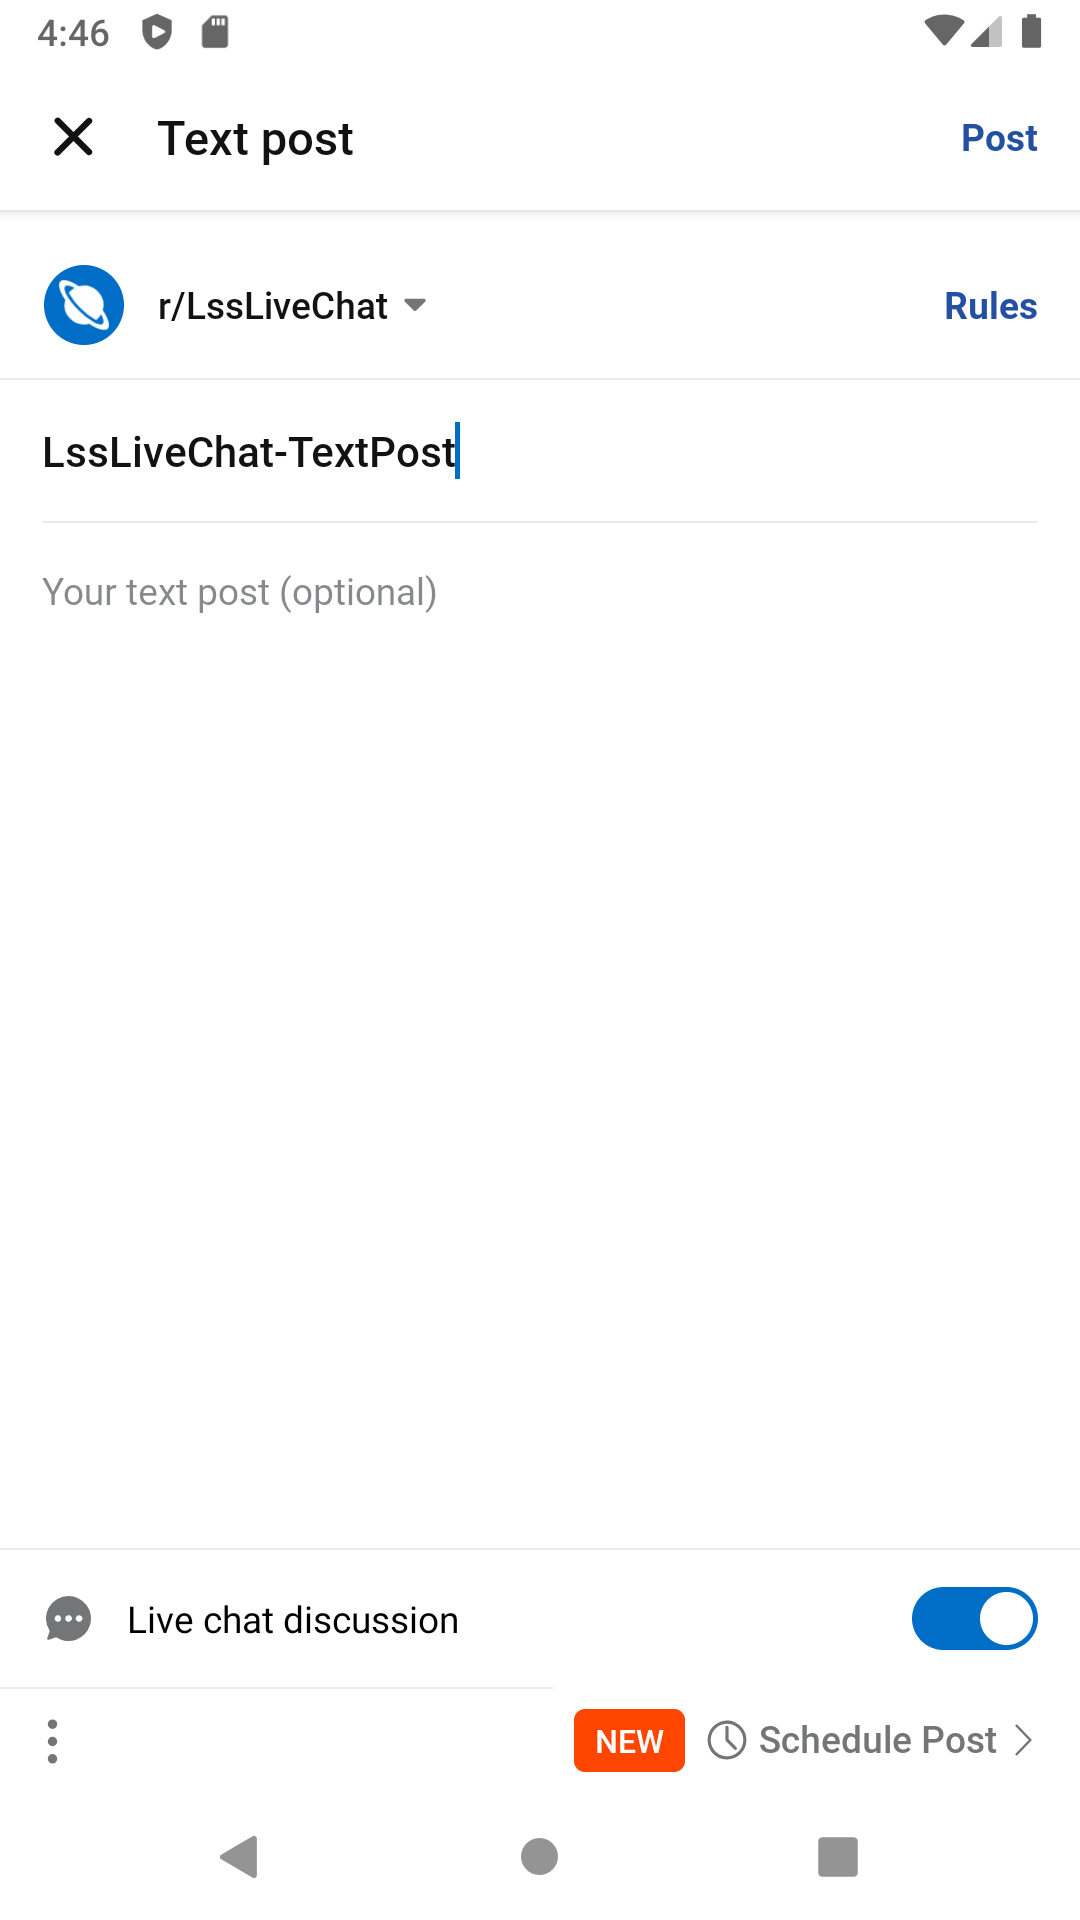 4:46
Text post
Post
r/LssLiveChat
Rules
LssLiveChat-TextPost
Your text post (optional)
Live chat discussion
NEW
Schedule Post